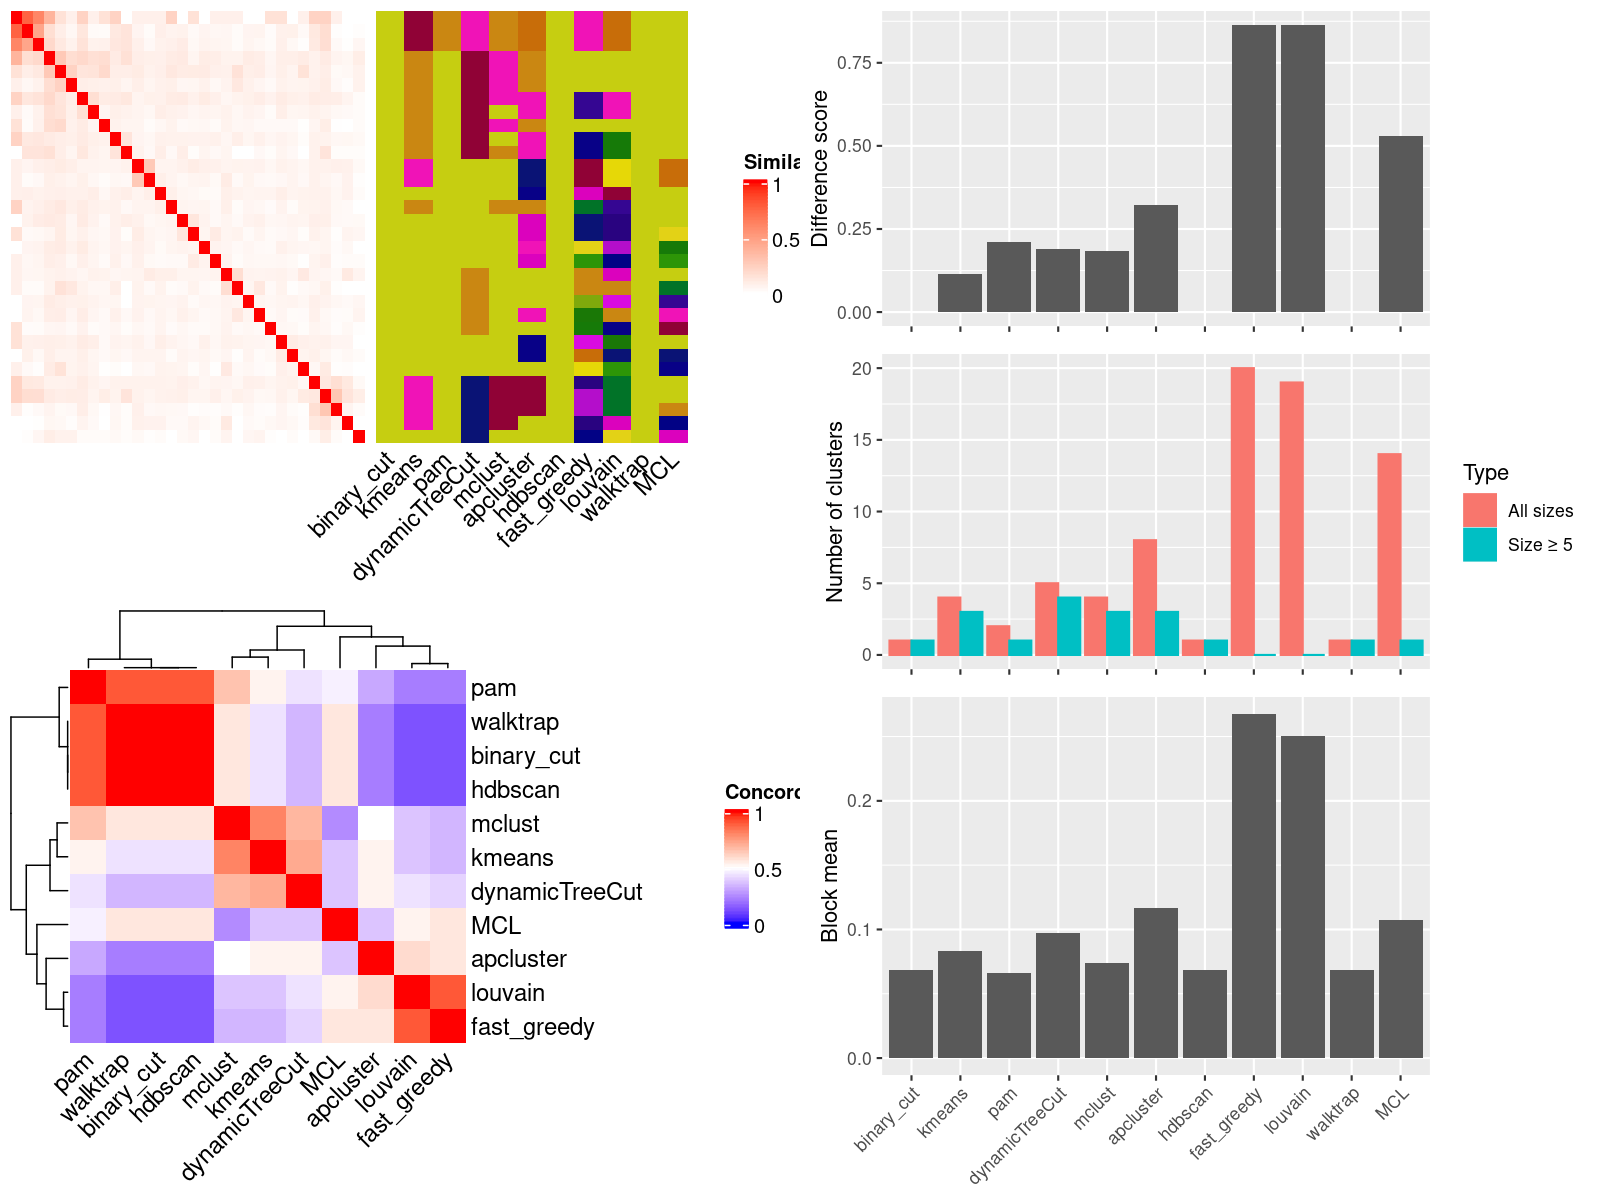 Simila
1
0.5
0
binary_cut
kmeans
pam
dynamicTreeCut
mclust
apcluster
hdbscan
fast_greedy
louvain
walktrap
MCL
pam
walktrap
binary_cut
hdbscan
mclust
kmeans
dynamicTreeCut
MCL
apcluster
louvain
fast_greedy
pam
walktrap
binary_cut
hdbscan
mclust
kmeans
dynamicTreeCut
MCL
apcluster
louvain
fast_greedy
Concord
1
0.5
0
Difference score
0.75
0.50
0.25
0.00
Number of clusters
20
15
10
5
0
Type
All sizes
Size ≥ 5
Block mean
0.2
0.1
0.0
binary_cut
kmeans
pam
dynamicTreeCut
mclust
apcluster
hdbscan
fast_greedy
louvain
walktrap
MCL